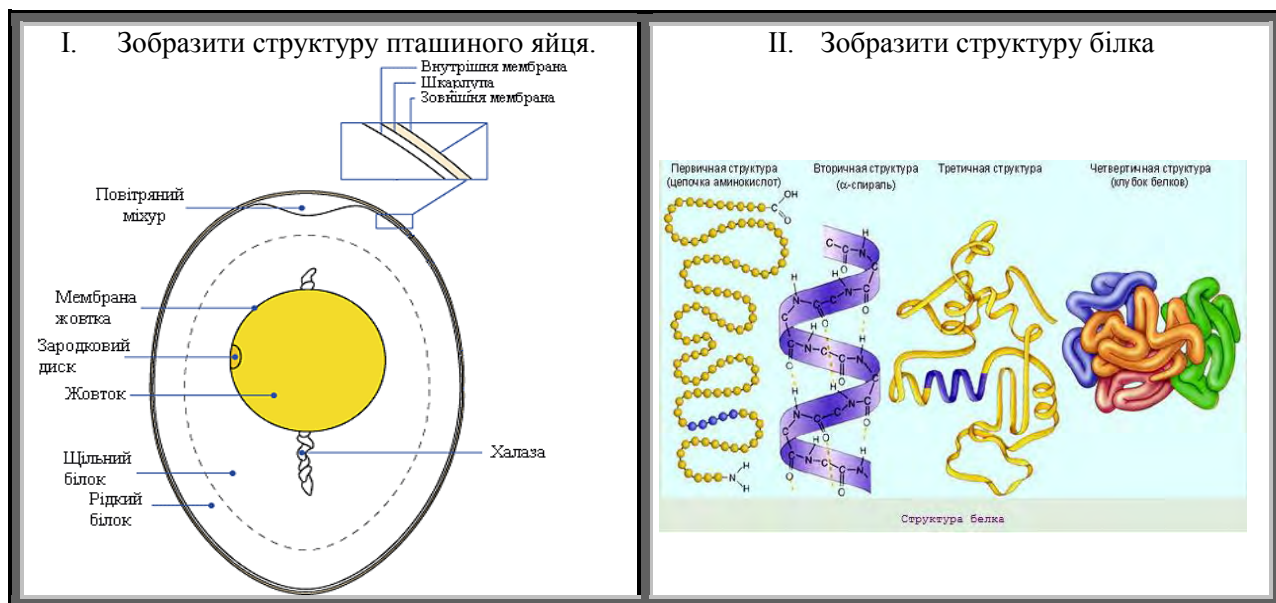 I. Зобразити структуру пташиного яйця.
Внутрішня мембрана
Шкарлупа
Зовнішня мембрана
Повітряний
міхур
Мембрана
жовтка
Зародковий
диск
Жовток
Халаза
Щільний
білок
Рідкий
білок
II. Зобразити структуру білка
Первичная структура
(цепочка аминокислот)
Вторичная структура
(α-спираль)
Третичная структура
Четвертичная структура
(клубок белков)
Структура белка